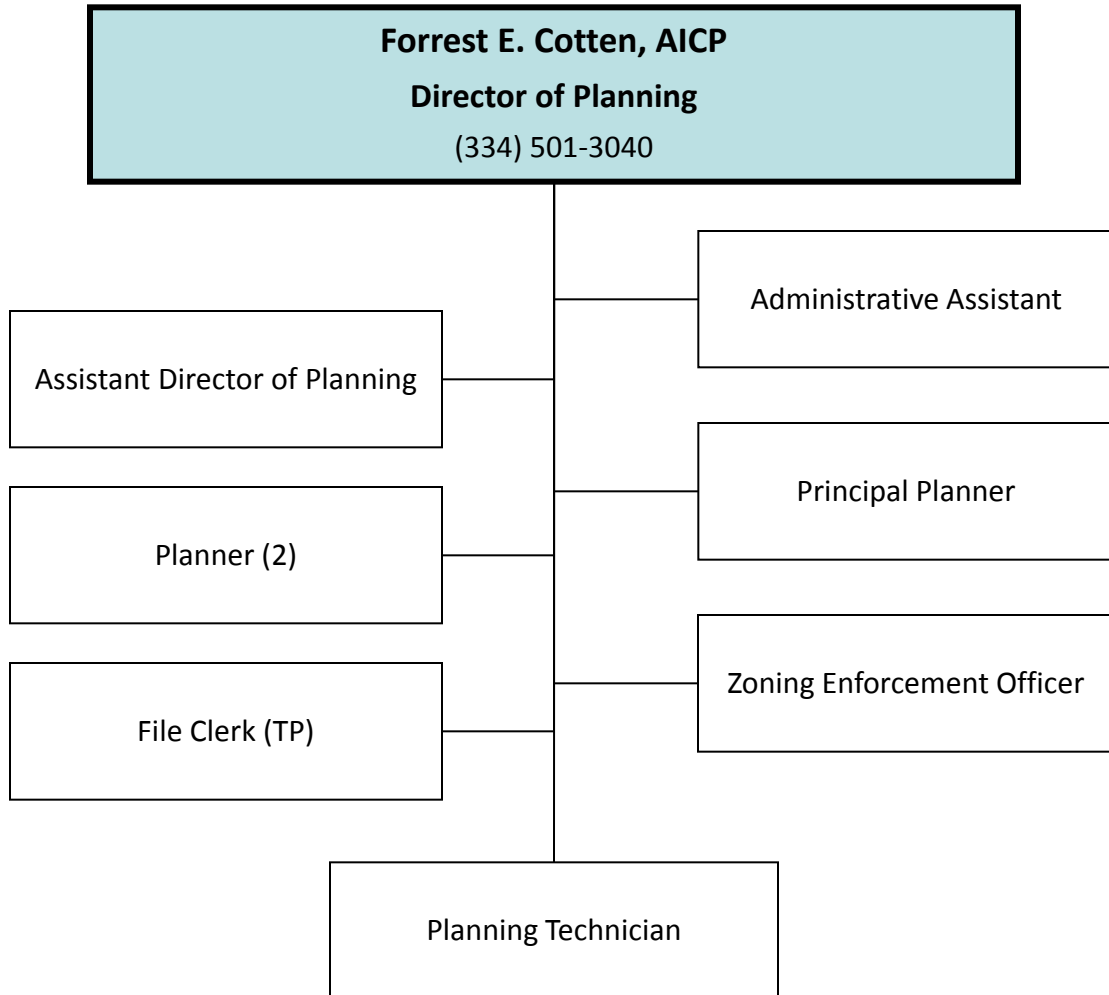 Forrest E. Cotten, AICP
Director of Planning
(334) 501-3040
Administrative Assistant
Assistant Director of Planning
Principal Planner
Planner (2)
Zoning Enforcement Officer
File Clerk (TP)
Planning Technician